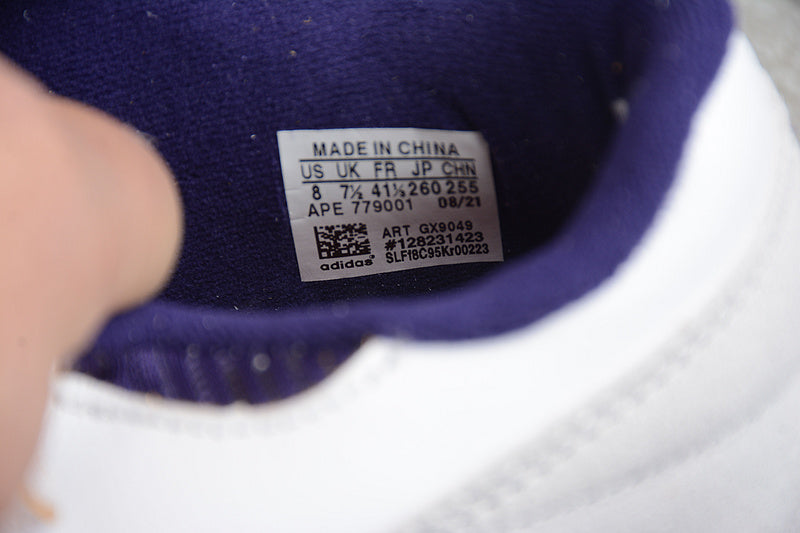 MADE IN CHINA
US UK FR JP CHN
8 7½ 41⅓ 260 255
APE 779001 08/21
ART GX9049
#128231423
SLFf8C95Kr00223
adidas